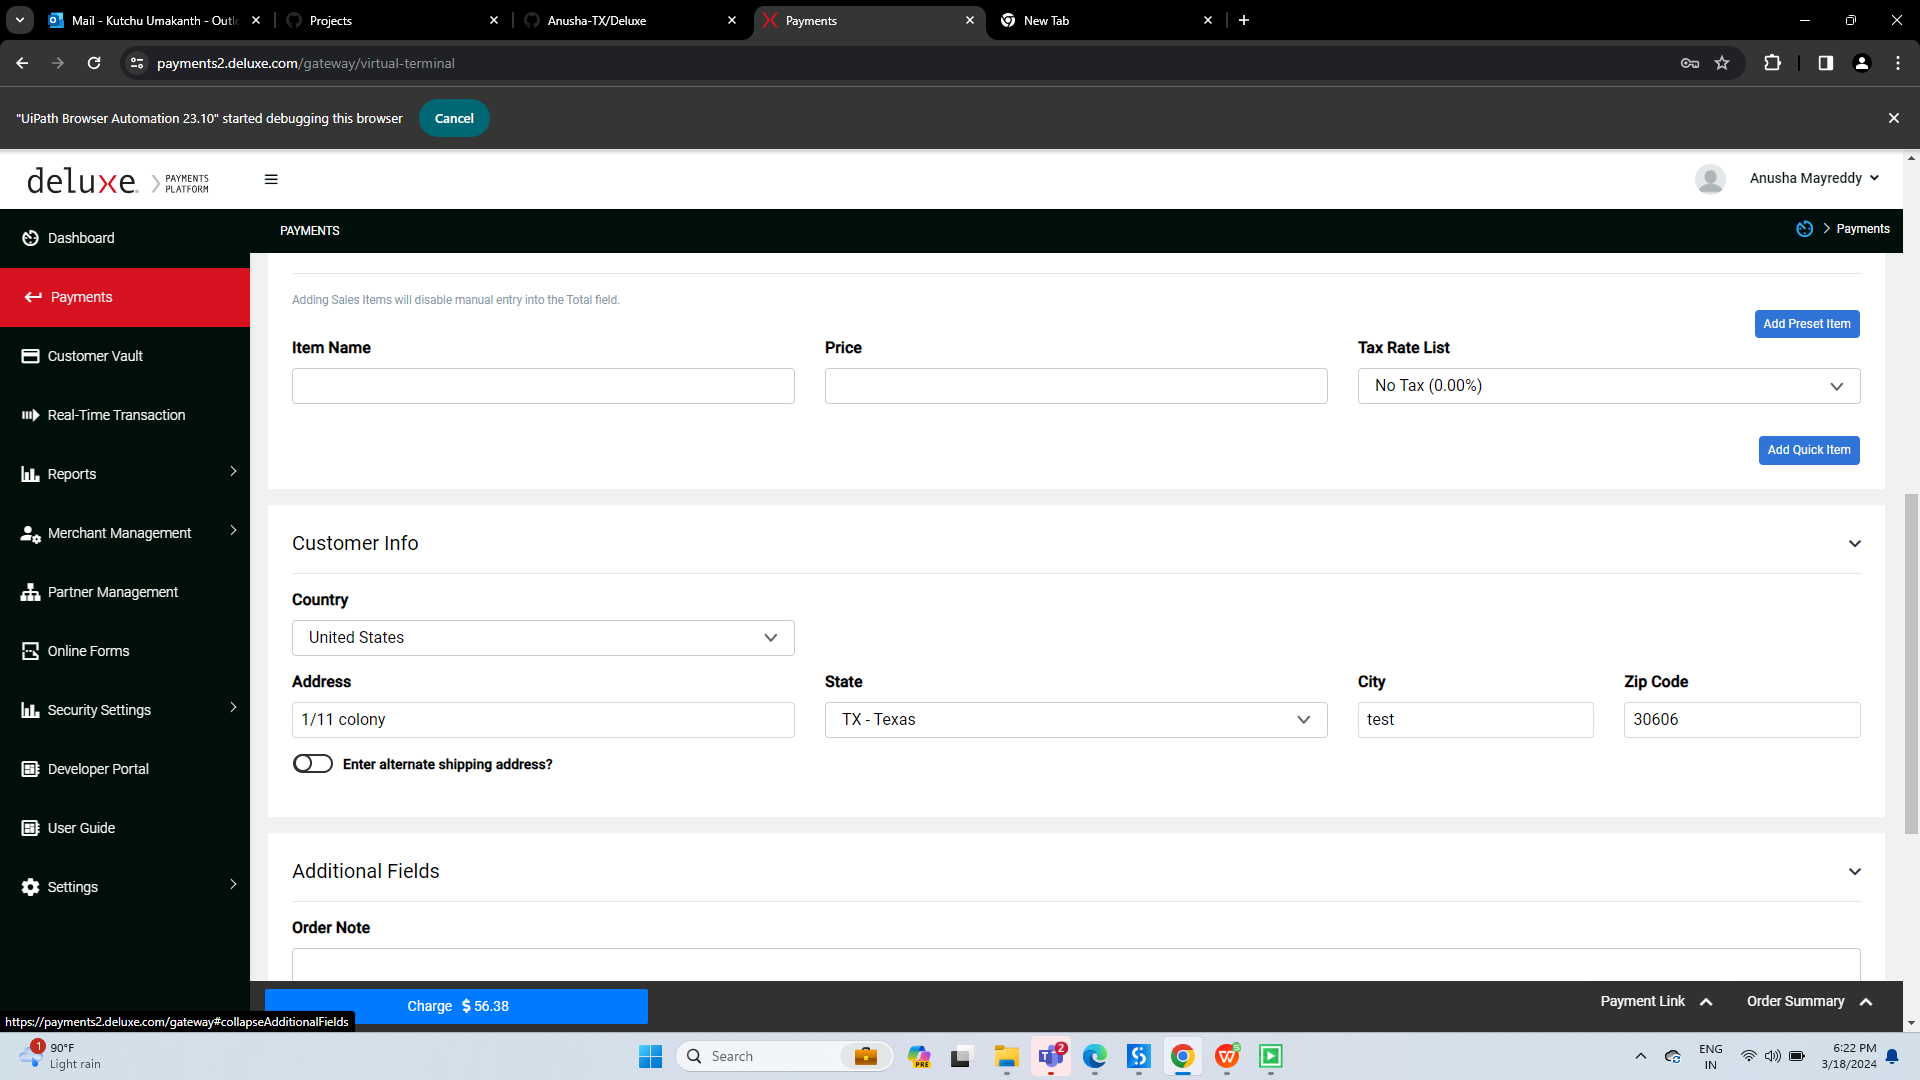 Mail - Kutchu Umakanth - Outl
Projects
Anusha-TX/Deluxe
Payments
New Tab
payments2.deluxe.com/gateway/virtual-terminal
"UiPath Browser Automation 23.10" started debugging this browser
Cancel
deluxe. PAYMENTS
PLATFORM
Anusha Mayreddy
PAYMENTS
Payments
Dashboard
Payments
Customer Vault
Real-Time Transaction
Reports
Merchant Management
Partner Management
Online Forms
Security Settings
Developer Portal
User Guide
Settings
Adding Sales Items will disable manual entry into the Total field.
Add Preset Item
Item Name
Price
Tax Rate List
No Tax (0.00%)
Add Quick Item
Customer Info
Country
United States
Address
State
City
Zip Code
1/11 colony
TX - Texas
test
30606
Enter alternate shipping address?
Additional Fields
Order Note
Charge $ 56.38
Payment Link
Order Summary
https://payments2.deluxe.com/gateway#collapseAdditionalFields
1
90°F
Light rain
Search
PRE
2
ENG
IN
6:22 PM
3/18/2024